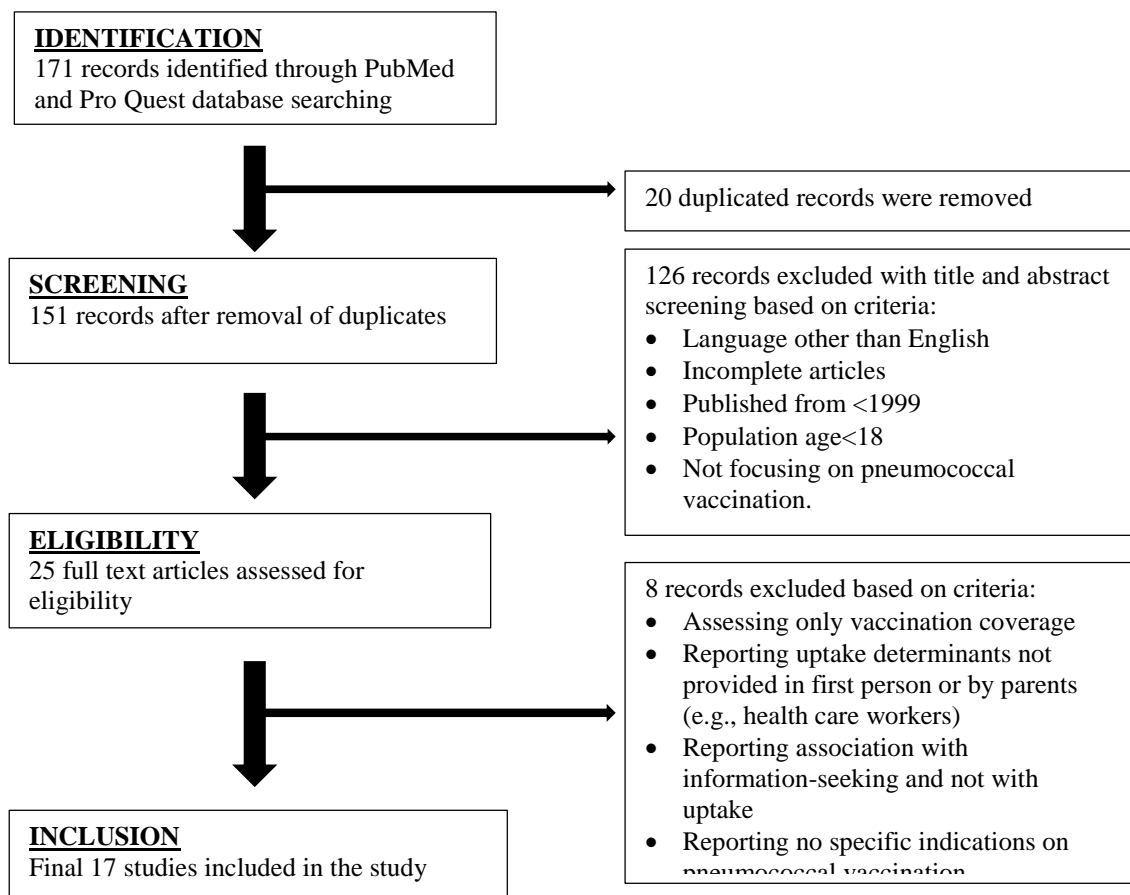 IDENTIFICATION
171 records identified through PubMed
and Pro Quest database searching
20 duplicated records were removed
SCREENING
151 records after removal of duplicates
126 records excluded with title and abstract
screening based on criteria:
• Language other than English
• Incomplete articles
• Published from <1999
• Population age<18
• Not focusing on pneumococcal
vaccination.
ELIGIBILITY
25 full text articles assessed for
eligibility
8 records excluded based on criteria:
• Assessing only vaccination coverage
• Reporting uptake determinants not
provided in first person or by parents
(e.g., health care workers)
• Reporting association with
information-seeking and not with
uptake
• Reporting no specific indications on
pneumococcal vaccination
INCLUSION
Final 17 studies included in the study